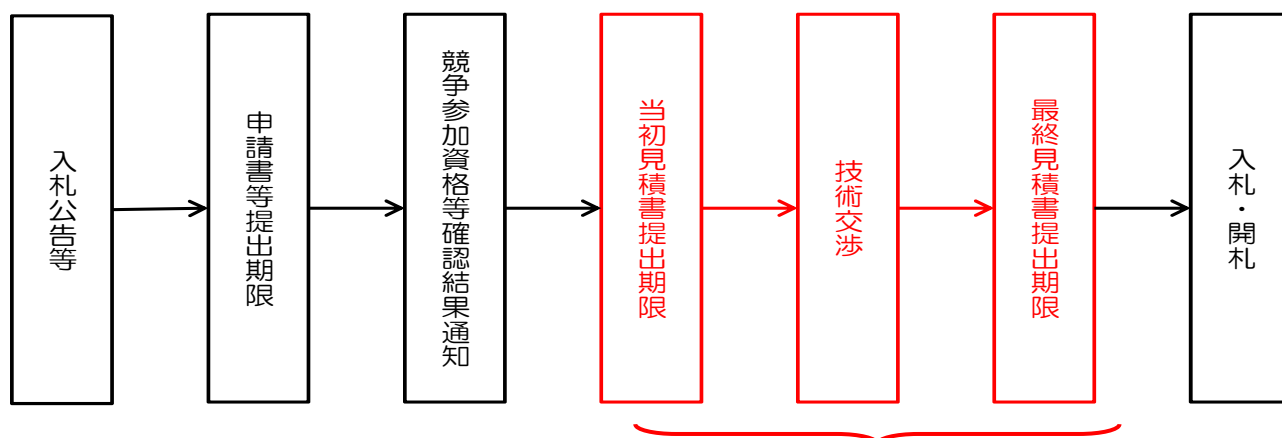 入札公告等
申請書等提出期限
競争参加資格等確認結果通知
当初見積書提出期限
技術交渉
最終見積書提出期限
入札・開札